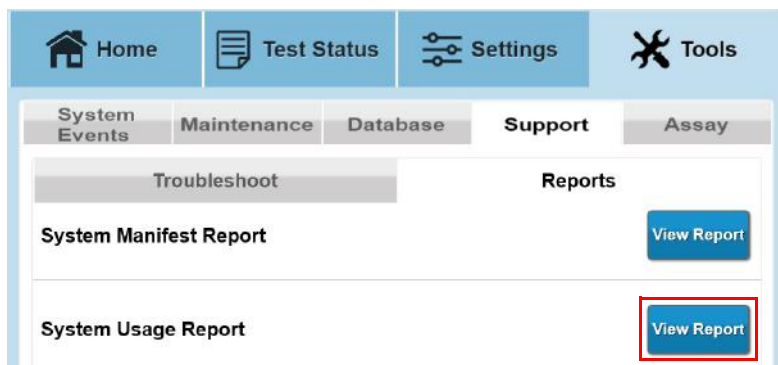 Home Test Status Settings Tools
System Events Maintenance Database Support Assay
Troubleshoot Reports
System Manifest Report View Report
System Usage Report View Report